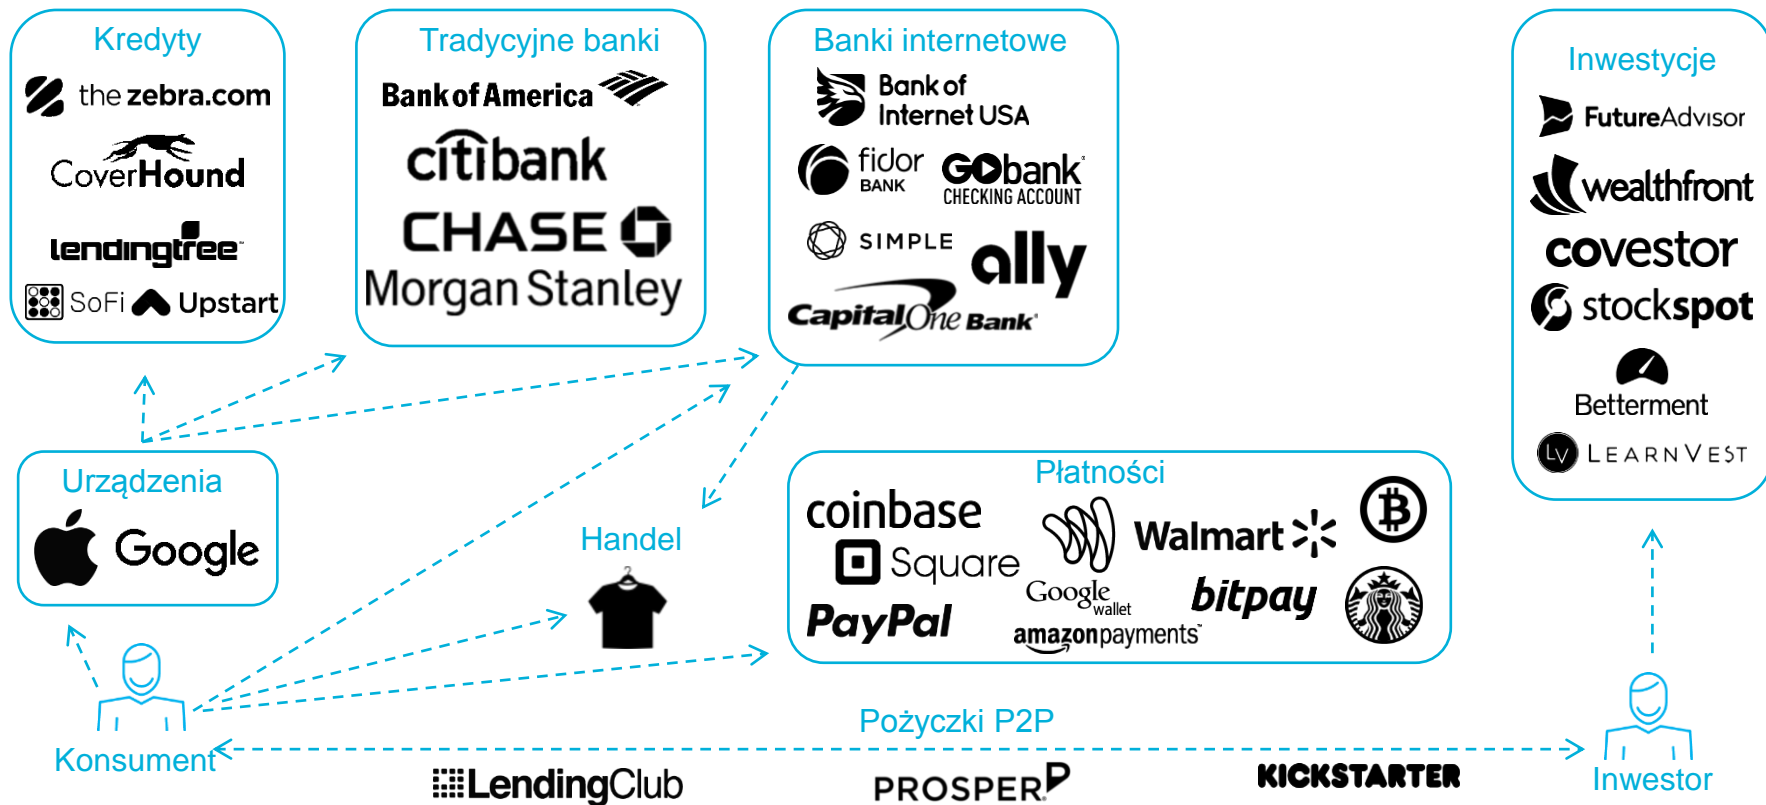 Kredyty
the zebra.com
CoverHound
lendingtree
SoFi
Upstart
Tradycyjne banki
Bank of America
citibank
CHASE
Morgan Stanley
Banki internetowe
Bank of
Internet USA
fidor
BANK
GObank
CHECKING ACCOUNT
SIMPLE
ally
Capital One Bank
Inwestycje
FutureAdvisor
wealthfront
covestor
stockspot
Betterment
LV LEARNVEST
Urządzenia
Google
Handel
Płatności
coinbase
Square
PayPal
Google
wallet
amazonpayments
Walmart
bitpay
Konsument
Pożyczki P2P
LendingClub
PROSPER
KICKSTARTER
Inwestor